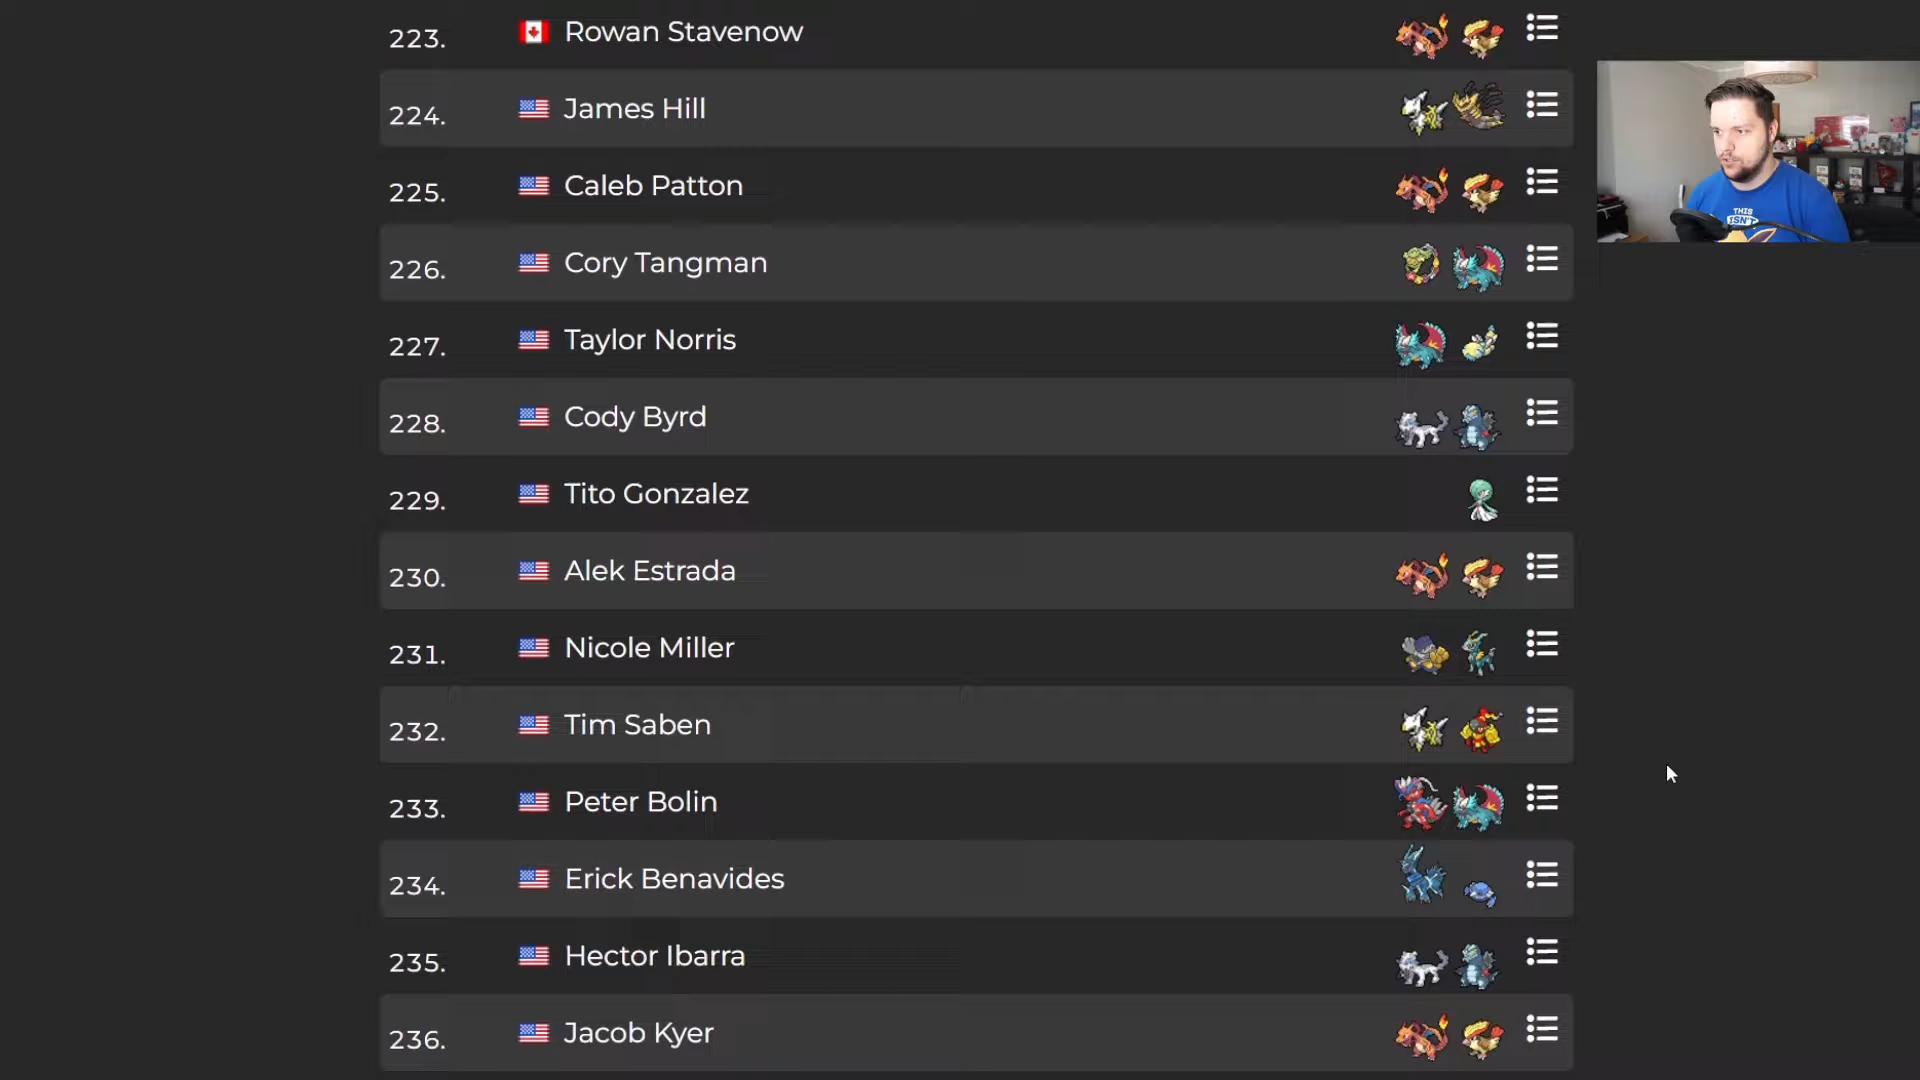 223. Rowan Stavenow
224. James Hill
225. Caleb Patton
226. Cory Tangman
227. Taylor Norris
228. Cody Byrd
229. Tito Gonzalez
230. Alek Estrada
231. Nicole Miller
232. Tim Saben
233. Peter Bolin
234. Erick Benavides
235. Hector Ibarra
236. Jacob Kyer
THIS
ISN'T